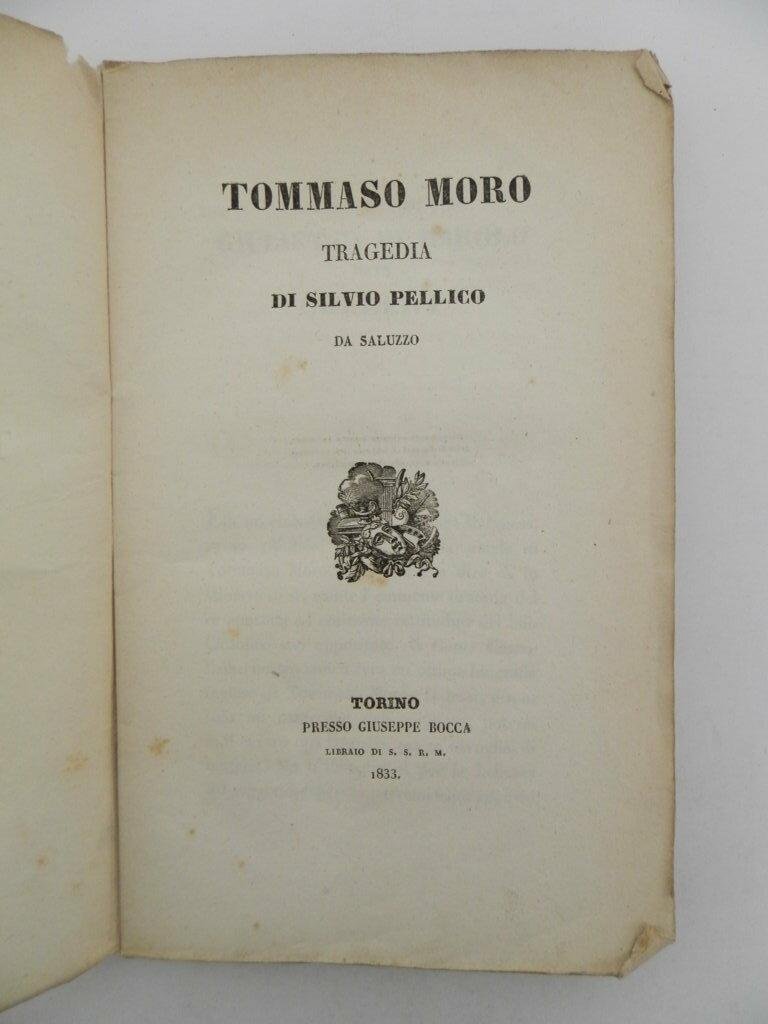 TOMMASO MORO
TRAGEDIA
DI SILVIO PELLICO
DA SALUZZO
TORINO
PRESSO GIUSEPPE BOCCA
LIBRAIO DI S. S. R. M.
1833.